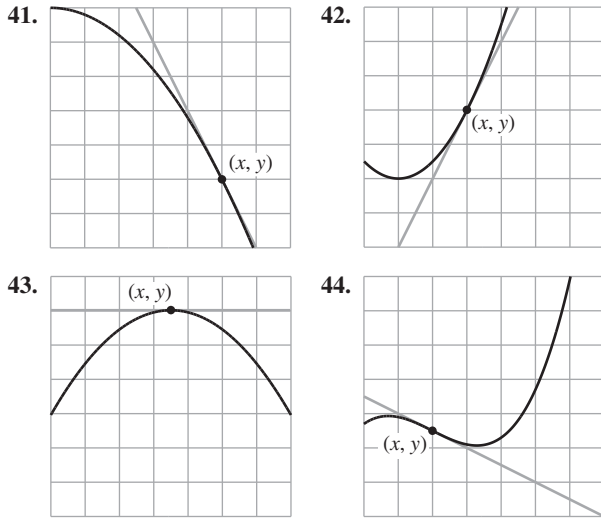 41.
(x, y)
42.
(x, y)
43.
(x, y)
44.
(x, y)